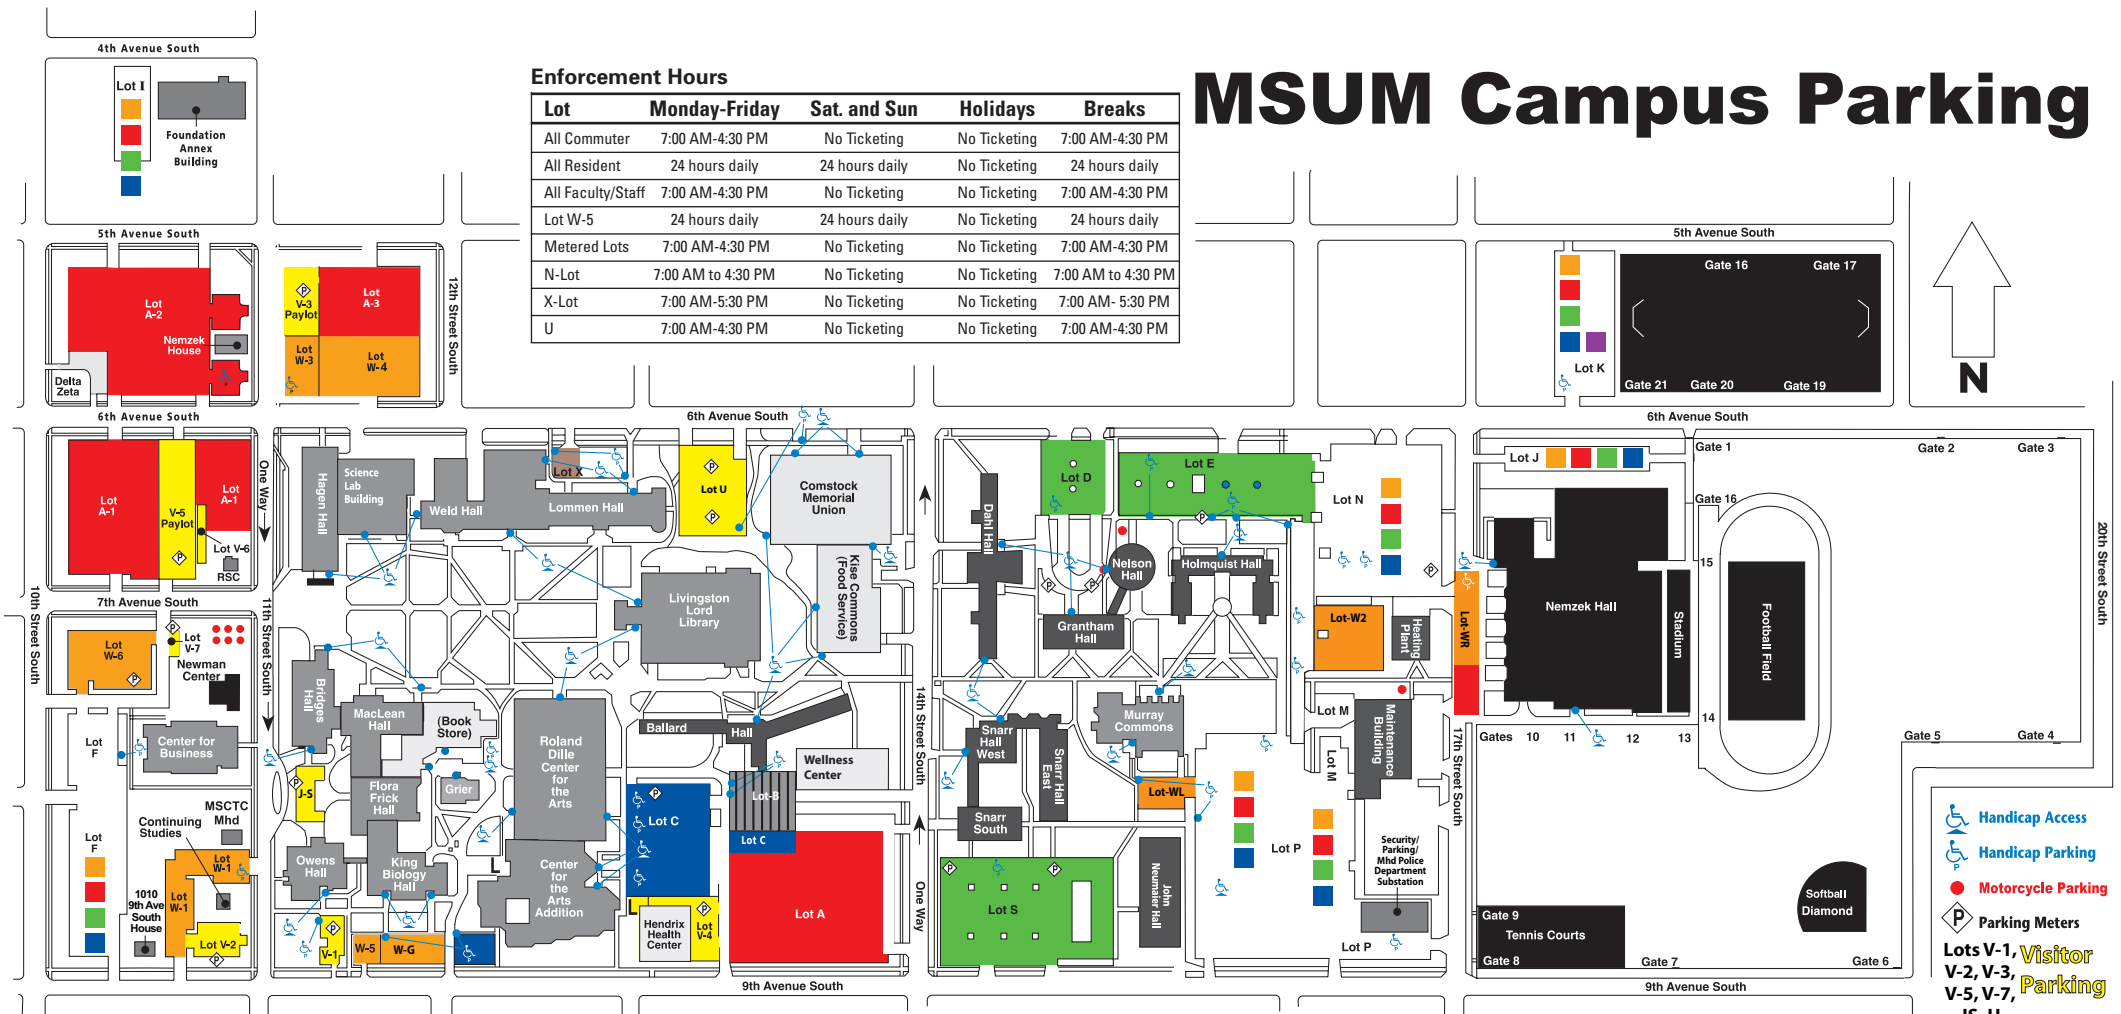 MSUM Campus Parking
Enforcement Hours
Lot Monday-Friday Sat. and Sun Holidays Breaks
All Commuter 7:00 AM-4:30 PM No Ticketing No Ticketing 7:00 AM-4:30 PM
All Resident 24 hours daily 24 hours daily No Ticketing 24 hours daily
All Faculty/Staff 7:00 AM-4:30 PM No Ticketing No Ticketing 7:00 AM-4:30 PM
Lot W-5 24 hours daily 24 hours daily No Ticketing 24 hours daily
Metered Lots 7:00 AM-4:30 PM No Ticketing No Ticketing 7:00 AM-4:30 PM
N-Lot 7:00 AM to 4:30 PM No Ticketing No Ticketing 7:00 AM to 4:30 PM
X-Lot 7:00 AM-5:30 PM No Ticketing No Ticketing 7:00 AM- 5:30 PM
U 7:00 AM-4:30 PM No Ticketing No Ticketing 7:00 AM-4:30 PM
4th Avenue South
Lot I
Foundation
Annex
Building
5th Avenue South
5th Avenue South
Lot
A-2
Nemzek
House
Delta
Zeta
P
V-3
Paylot
Lot
A-3
Lot
W-3
Lot
W-4
12th Street South
Gate 16
Gate 17
Lot K
Gate 21
Gate 20
Gate 19
N
6th Avenue South
6th Avenue South
6th Avenue South
Lot
A-1
V-5
Paylot
P
Lot
A-1
Lot V-6
RSC
One Way
Hagen Hall
Science
Lab
Building
Weld Hall
Lot X
Lommen Hall
P
Lot U
P
Comstock
Memorial
Union
Kise Commons
(Food Service)
Livingston
Lord
Library
Dahl Hall
Lot D
Lot E
P
Nelson
Hall
P
P
Holmquist Hall
Grantham
Hall
Lot N
P
Lot-W2
Heating
Plant
Lot-WR
Lot J
Gate 1
Gate 2
Gate 3
Gate 16
15
14
Nemzek Hall
Stadium
Football Field
20th Street South
7th Avenue South
10th Street South
11th Street South
Lot
W-6
P
P
Lot
V-7
Newman
Center
Lot
F
Center for
Business
Bridges
Hall
MacLean
Hall
(Book
Store)
Flora
Frick
Hall
Grier
P
J-S
Roland
Dille
Center
for
the
Arts
Ballard
Hall
Wellness
Center
Lot-B
P
Lot C
Lot C
14th Street South
Snarr
Hall
West
Snarr Hall
East
Snarr
South
Murray
Commons
Lot-WL
Lot M
Lot M
Maintenance
Building
17th Street South
Gates 10 11 12 13
Gate 5
Gate 4
MSCTC
Mhd
Continuing
Studies
Lot
F
Lot
W-1
Lot
W-1
1010
9th Ave
South
House
Lot V-2
P
Owens
Hall
King
Biology
Hall
P
V-1
W-5
W-G
L
Center
for
the
Arts
Addition
L
Hendrix
Health
Center
P
Lot
V-4
Lot A
One Way
P
P
Lot S
John
Neumaier Hall
Lot P
Security/
Parking/
Mhd Police
Department
Substation
Lot P
Gate 9
Tennis Courts
Gate 8
Gate 7
Gate 6
Softball
Diamond
9th Avenue South
9th Avenue South
Handicap Access
P
Handicap Parking
Motorcycle Parking
P
Parking Meters
Lots V-1, Visitor
V-2, V-3, Parking
V-5, V-7,